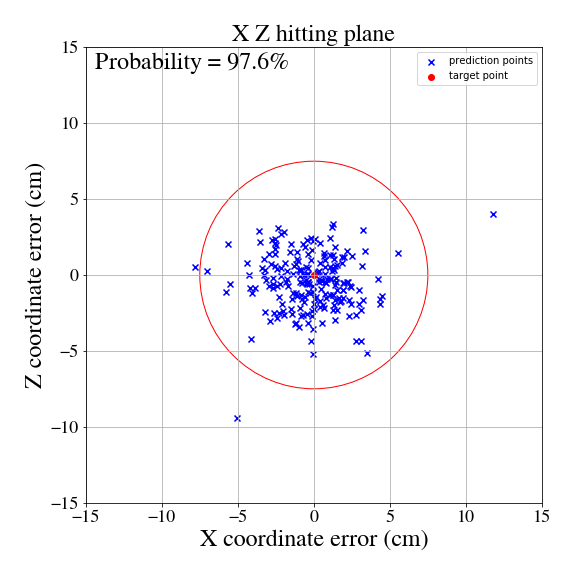 X Z hitting plane
Probability = 97.6%
prediction points
target point
15
10
5
0
−5
−10
−15
Z coordinate error (cm)
−15
−10
−5
0
5
10
15
X coordinate error (cm)